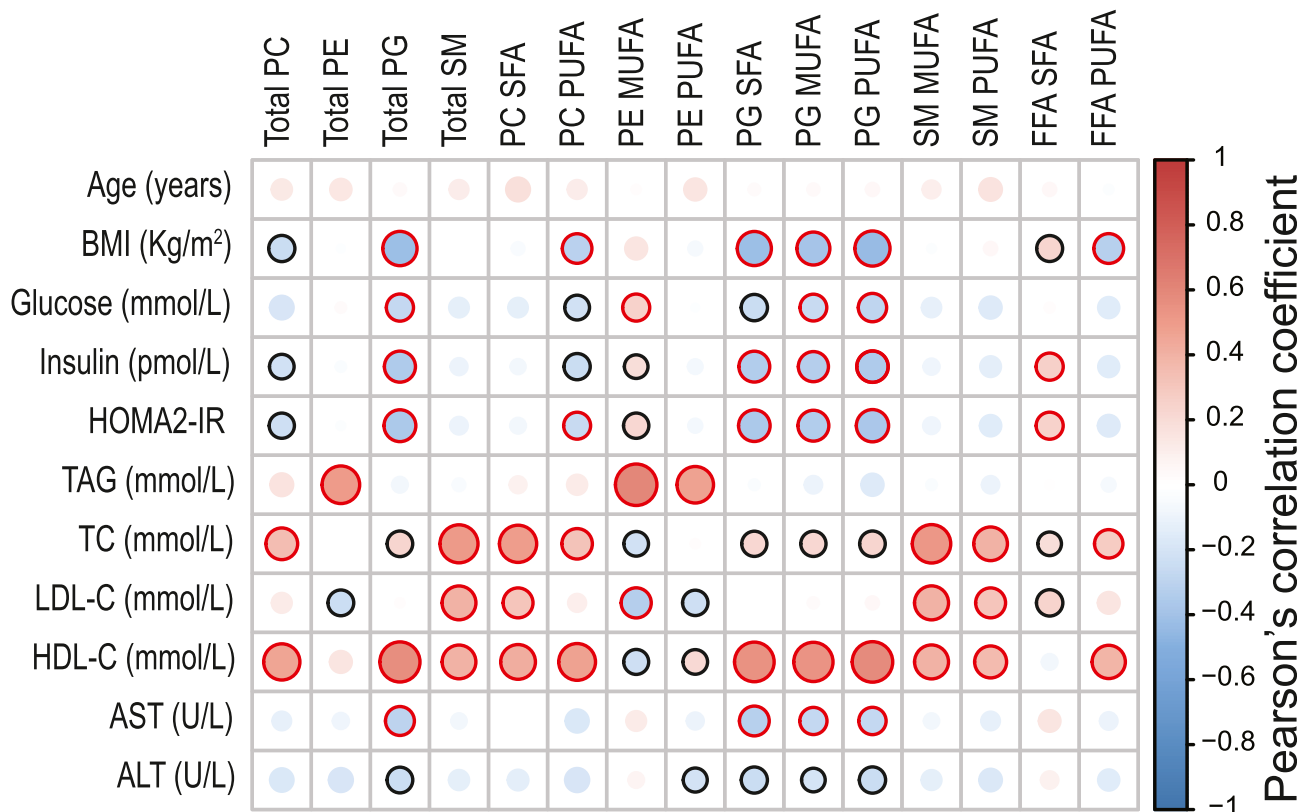 Total PC
Total PE
Total PG
Total SM
PC SFA
PC PUFA
PE MUFA
PE PUFA
PG SFA
PG MUFA
PG PUFA
SM MUFA
SM PUFA
FFA SFA
FFA PUFA
Age (years)
BMI (Kg/m²)
Glucose (mmol/L)
Insulin (pmol/L)
HOMA2-IR
TAG (mmol/L)
TC (mmol/L)
LDL-C (mmol/L)
HDL-C (mmol/L)
AST (U/L)
ALT (U/L)
1
0.8
0.6
0.4
0.2
0
−0.2
−0.4
−0.6
−0.8
−1
Pearson's correlation coefficient